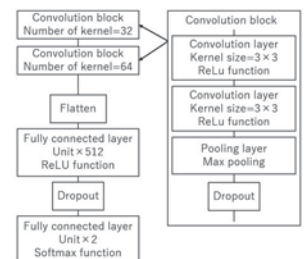 Convolution block
Number of kernel=32
Convolution block
Number of kernel=64
Flatten
Fully connected layer
Unit×512
ReLU function
Dropout
Fully connected layer
Unit×2
Softmax function
Convolution block
Convolution layer
Kernel size=3×3
ReLu function
Convolution layer
Kernel size=3×3
ReLu function
Pooling layer
Max pooling
Dropout